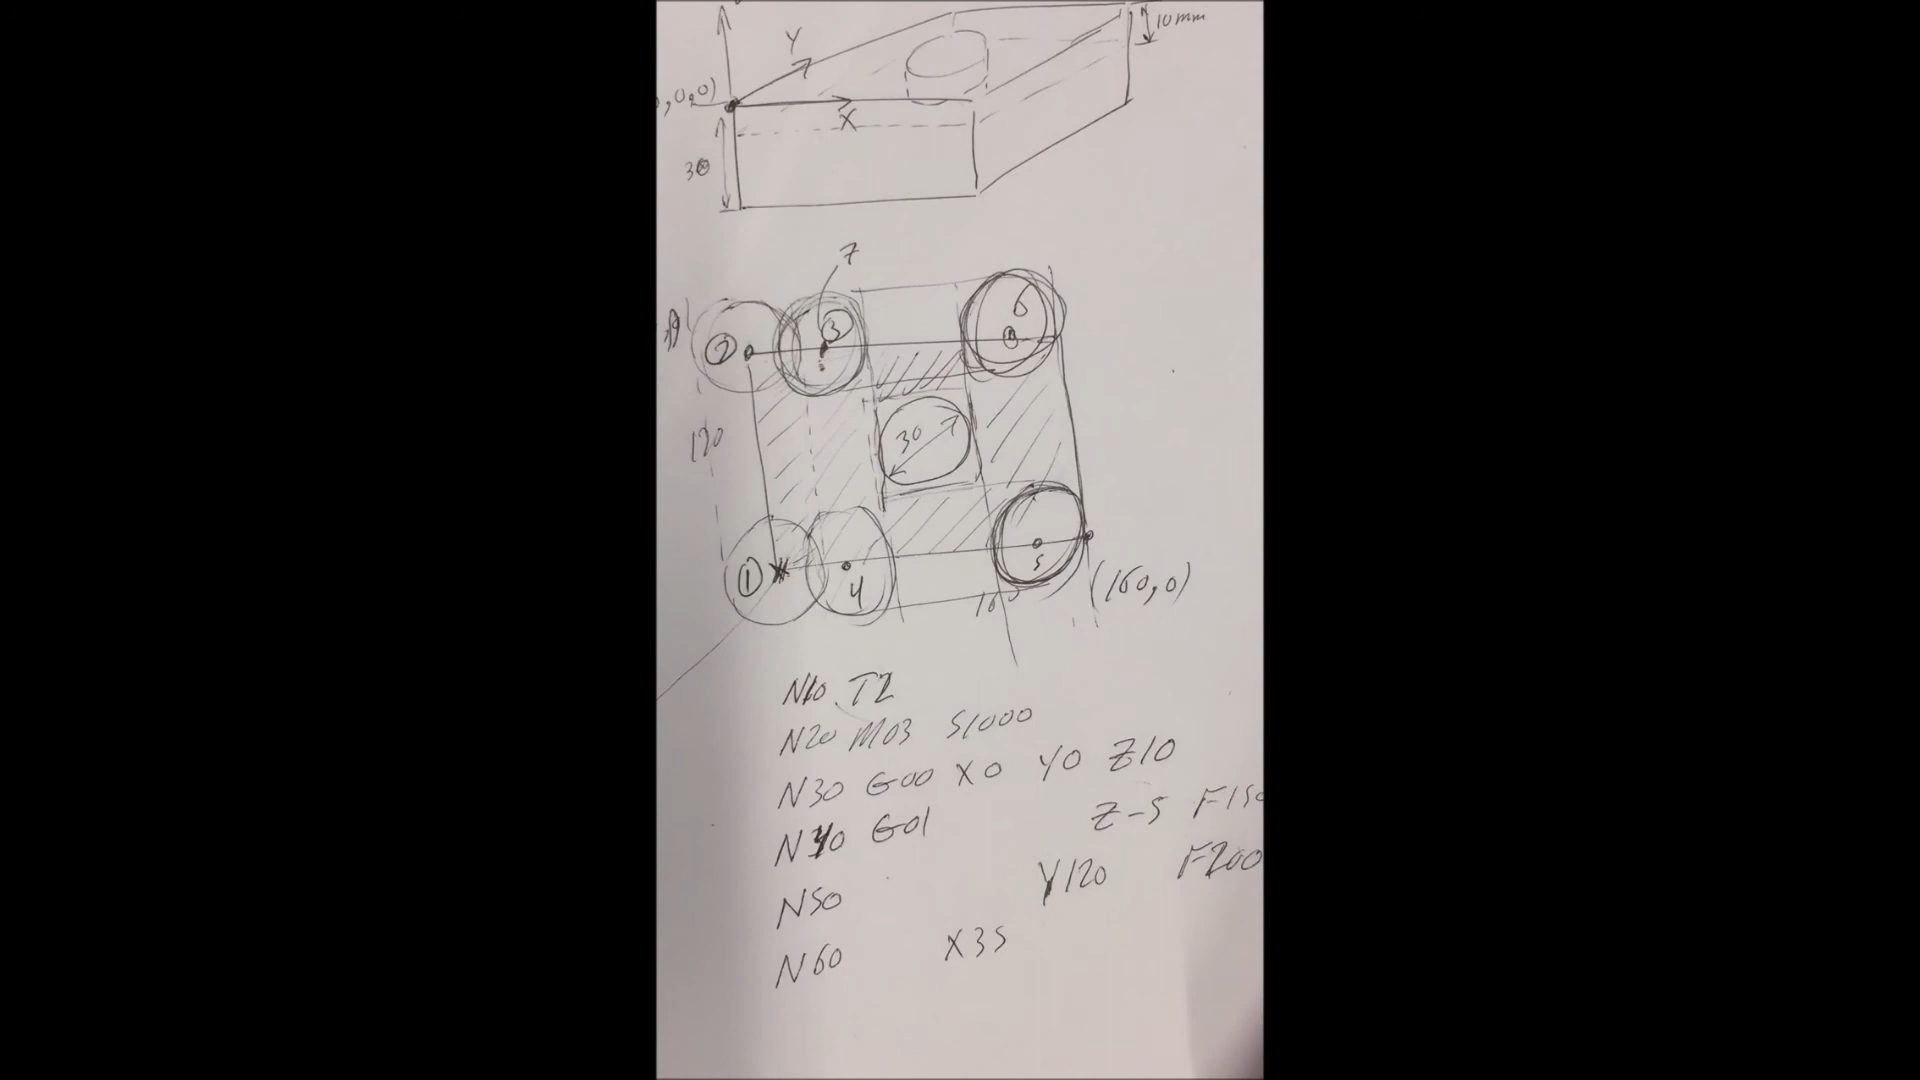 10mm
Y
,0,0)
X
30
7
2
3
6
120
30
1
4
5
160
(160,0)
N10 T2
N20 M03 S1000
N30 G00 X0 Y0 Z10
N40 G01 Z-5 F150
N50 Y120 F200
N60 X35